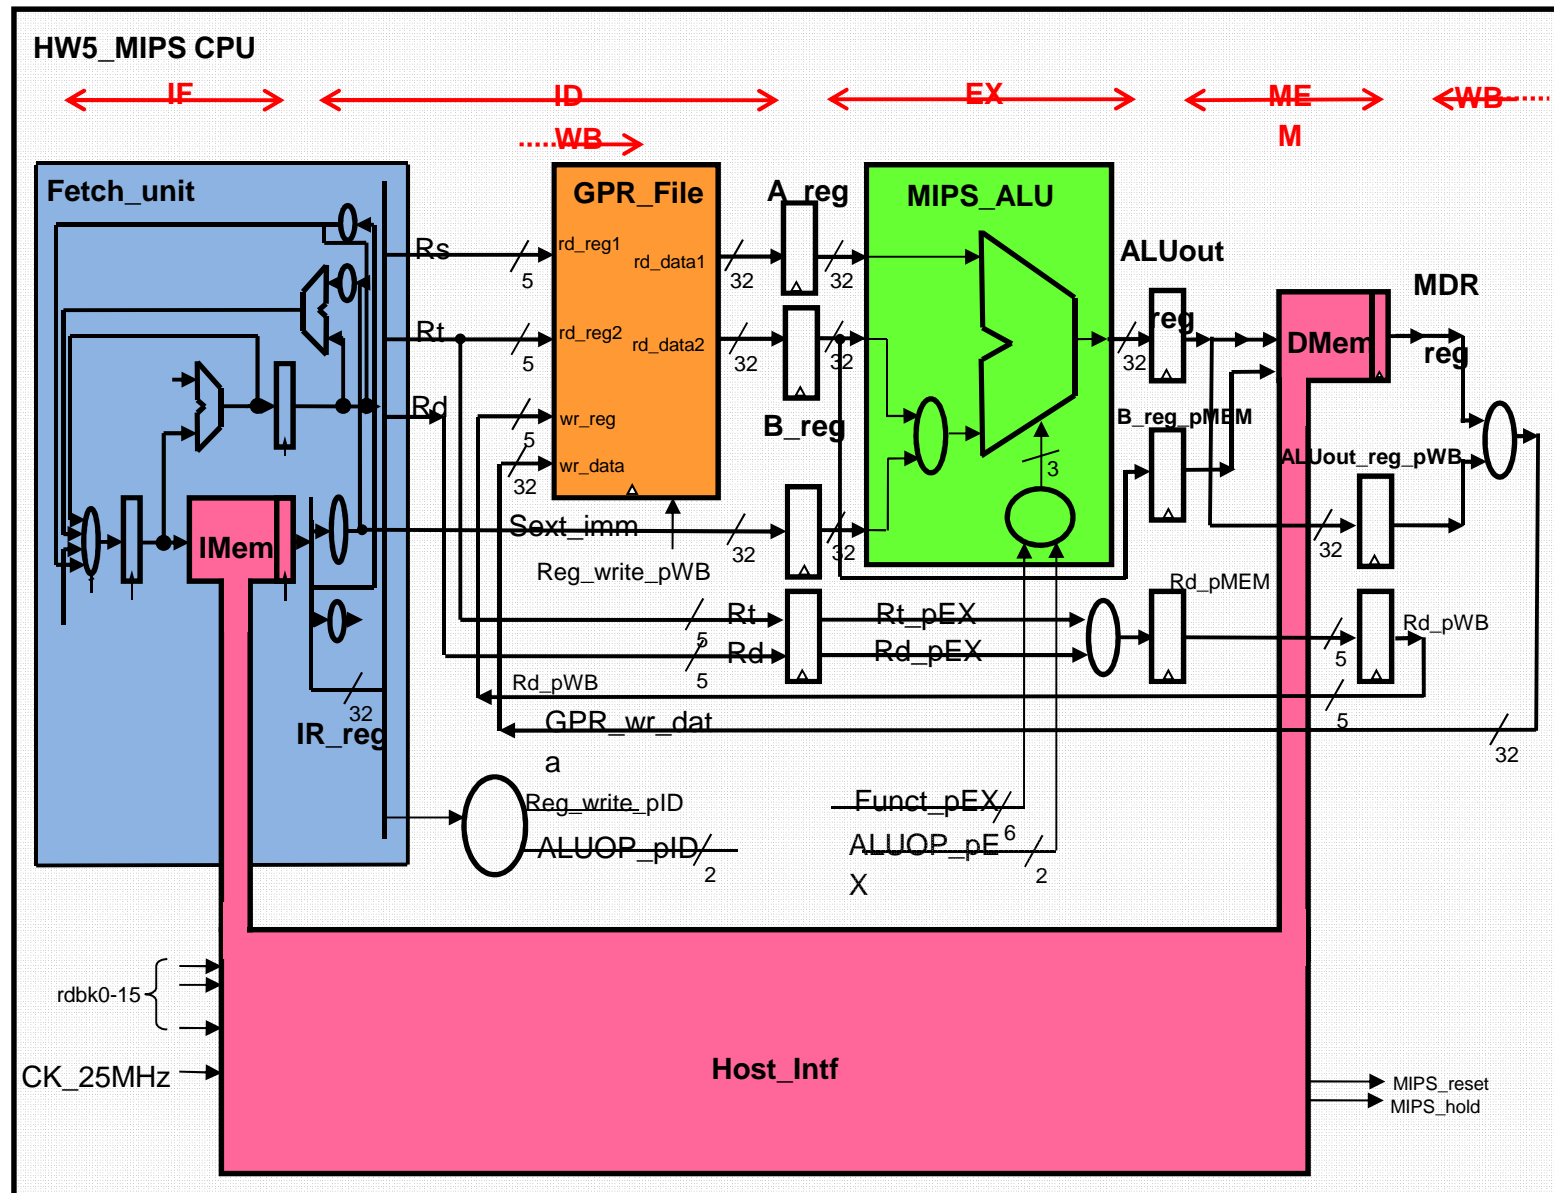 HW5_MIPS CPU
IF
ID
EX
ME
M
WB
WB
Fetch_unit
GPR_File
A_reg
MIPS_ALU
Rs
5
rd_reg1
rd_data1
32
32
ALUout
reg
MDR
reg
Rt
5
rd_reg2
rd_data2
32
32
32
DMem
Rd
5
wr_reg
B_reg
B_reg_pMEM
32
wr_data
3
ALUout_reg_pWB
IMem
Sext_imm
32
32
32
Reg_write_pWB
Rd_pMEM
Rt
5
Rt_pEX
Rd_pWB
Rd
5
Rd_pEX
5
Rd_pWB
5
32
IR_reg
GPR_wr_dat
a
32
Reg_write_pID
Funct_pEX
6
ALUOP_pID
2
ALUOP_pE
X
2
rdbk0-15
CK_25MHz
Host_Intf
MIPS_reset
MIPS_hold